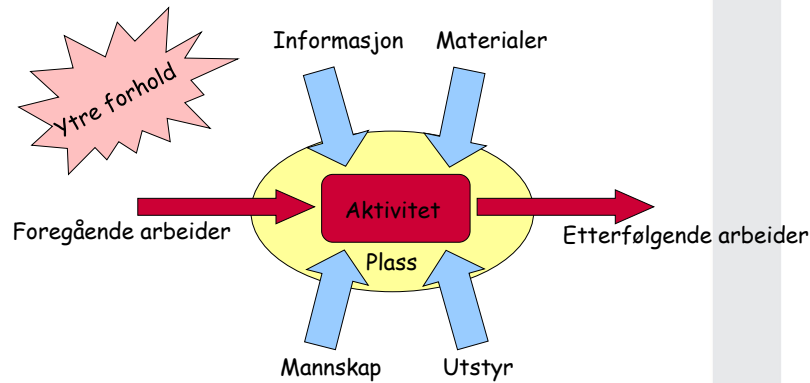 Informasjon
Materialer
Ytre forhold
Aktivitet
Foregående arbeider
Etterfølgende arbeider
Plass
Mannskap
Utstyr